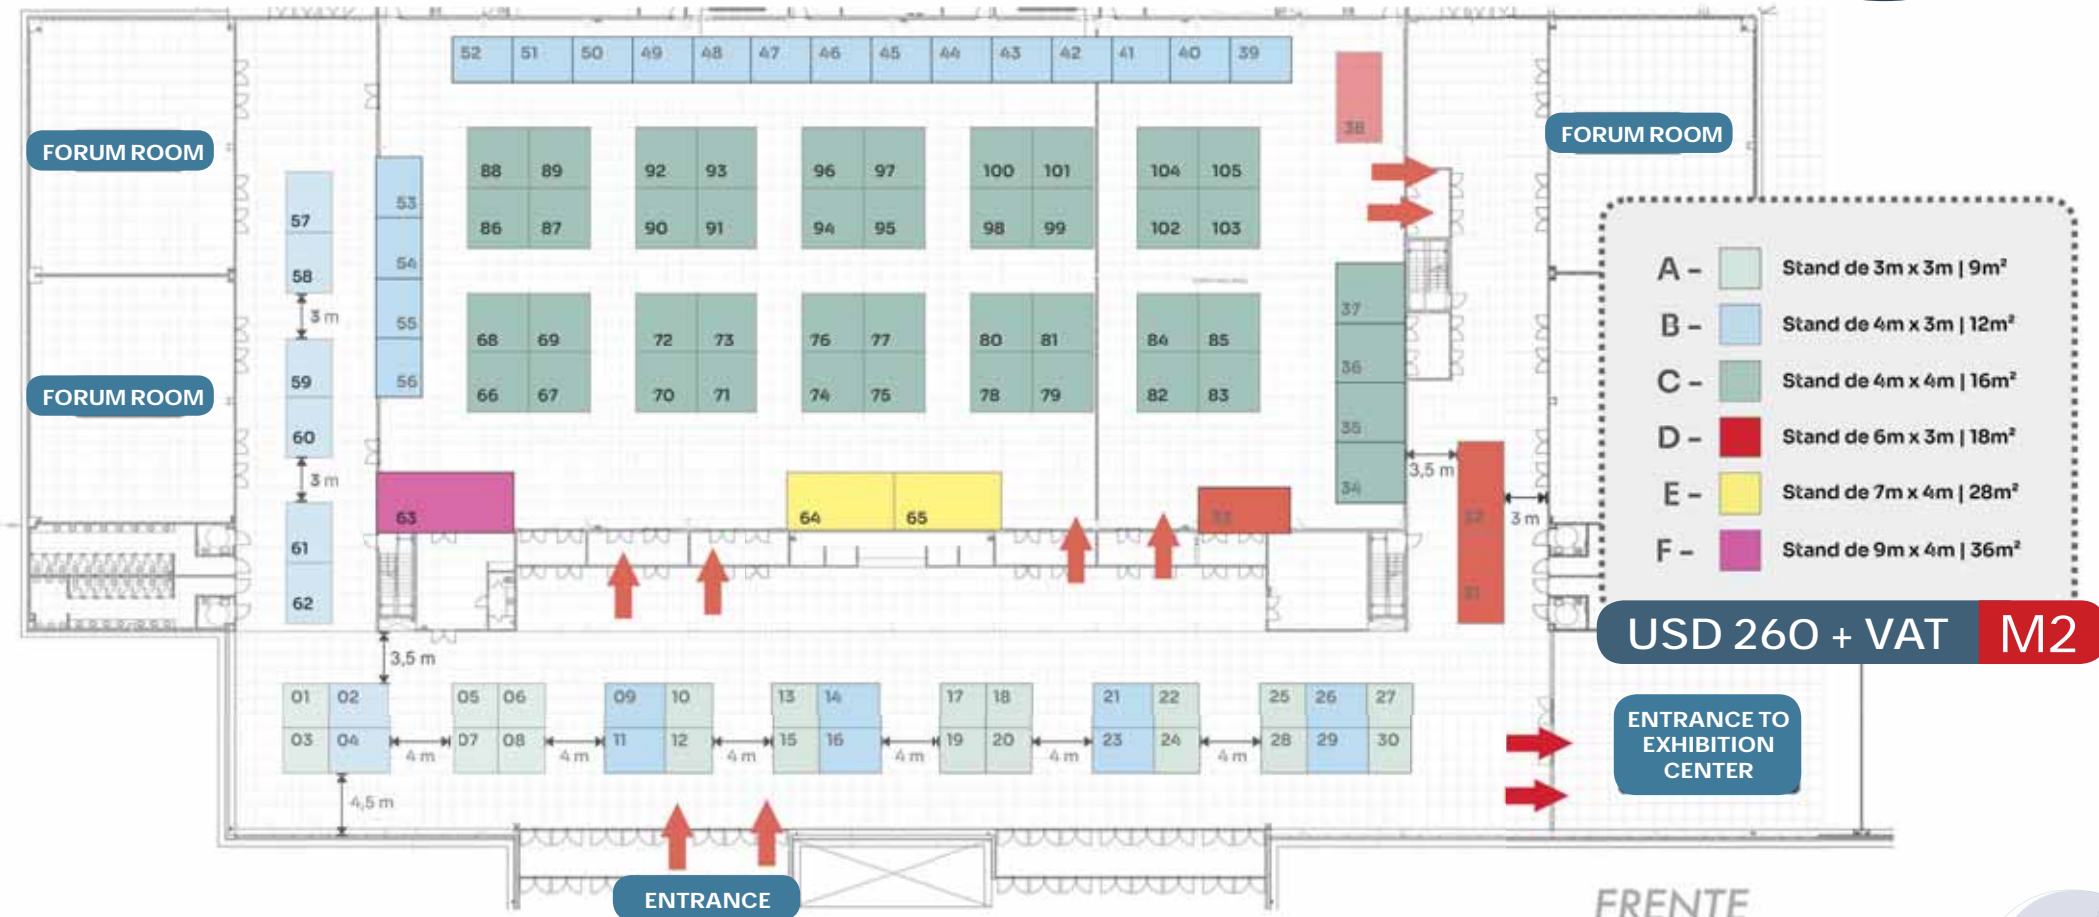 52 51 50 49 48 47 46 45 44 43 42 41 40 39
38
FORUM ROOM
FORUM ROOM
88 89 92 93 96 97 100 101 104 105
86 87 90 91 94 95 98 99 102 103
57
58
3 m
59
60
3 m
61
62
53
54
55
56
68 69 72 73 76 77 80 81 84 85
66 67 70 71 74 75 78 79 82 83
37
36
35
34
FORUM ROOM
63
64 65
3,5 m
32
31
3 m
A - Stand de 3m x 3m | 9m²
B - Stand de 4m x 3m | 12m²
C - Stand de 4m x 4m | 16m²
D - Stand de 6m x 3m | 18m²
E - Stand de 7m x 4m | 28m²
F - Stand de 9m x 4m | 36m²
USD 260 + VAT M2
3,5 m
01 02 05 06 09 10 13 14 17 18 21 22 25 26 27
03 04 4 m 07 08 4 m 11 12 4 m 15 16 4 m 19 20 4 m 23 24 4 m 28 29 30
4,5 m
ENTRANCE TO
EXHIBITION
CENTER
ENTRANCE
FRENTE